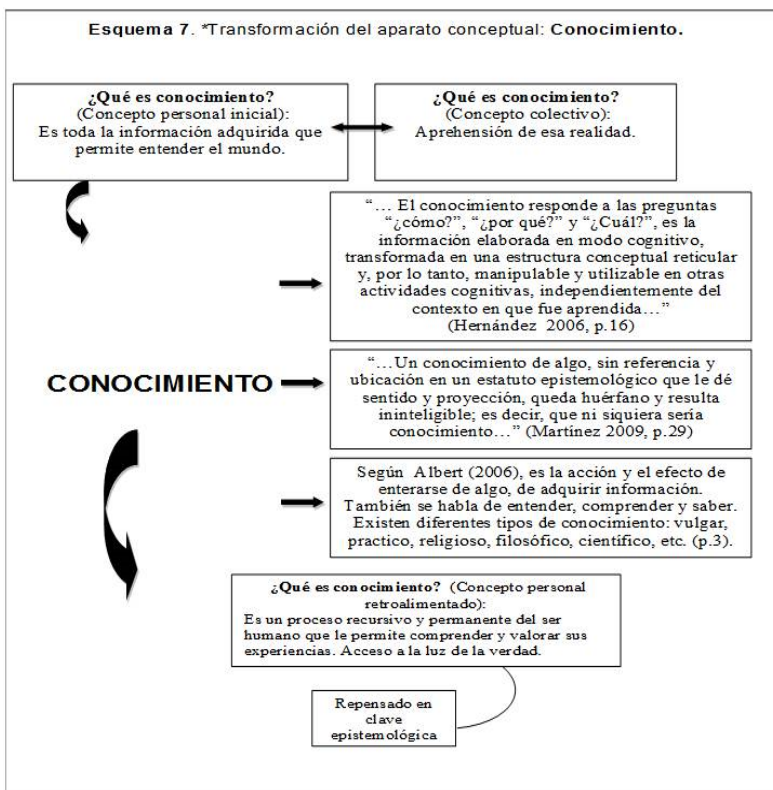 Esquema 7. *Transformación del aparato conceptual: Conocimiento.
¿Qué es conocimiento?
(Concepto personal inicial):
Es toda la información adquirida que
permite entender el mundo.
¿Qué es conocimiento?
(Concepto colectivo):
Aprehensión de esa realidad.
“... El conocimiento responde a las preguntas
“¿cómo?”, “¿por qué?” y “¿Cuál?”, es la
información elaborada en modo cognitivo,
transformada en una estructura conceptual reticular
y, por lo tanto, manipulable y utilizable en otras
actividades cognitivas, independientemente del
contexto en que fue aprendida...”
(Hernández 2006, p.16)
CONOCIMIENTO
“...Un conocimiento de algo, sin referencia y
ubicación en un estatuto epistemológico que le dé
sentido y proyección, queda huérfano y resulta
ininteligible; es decir, que ni siquiera sería
conocimiento...” (Martínez 2009, p.29)
Según Albert (2006), es la acción y el efecto de
enterarse de algo, de adquirir información.
También se habla de entender, comprender y saber.
Existen diferentes tipos de conocimiento: vulgar,
practico, religioso, filosófico, científico, etc. (p.3).
¿Qué es conocimiento? (Concepto personal
retroalimentado):
Es un proceso recursivo y permanente del ser
humano que le permite comprender y valorar sus
experiencias. Acceso a la luz de la verdad.
Repensado en
clave
epistemológica